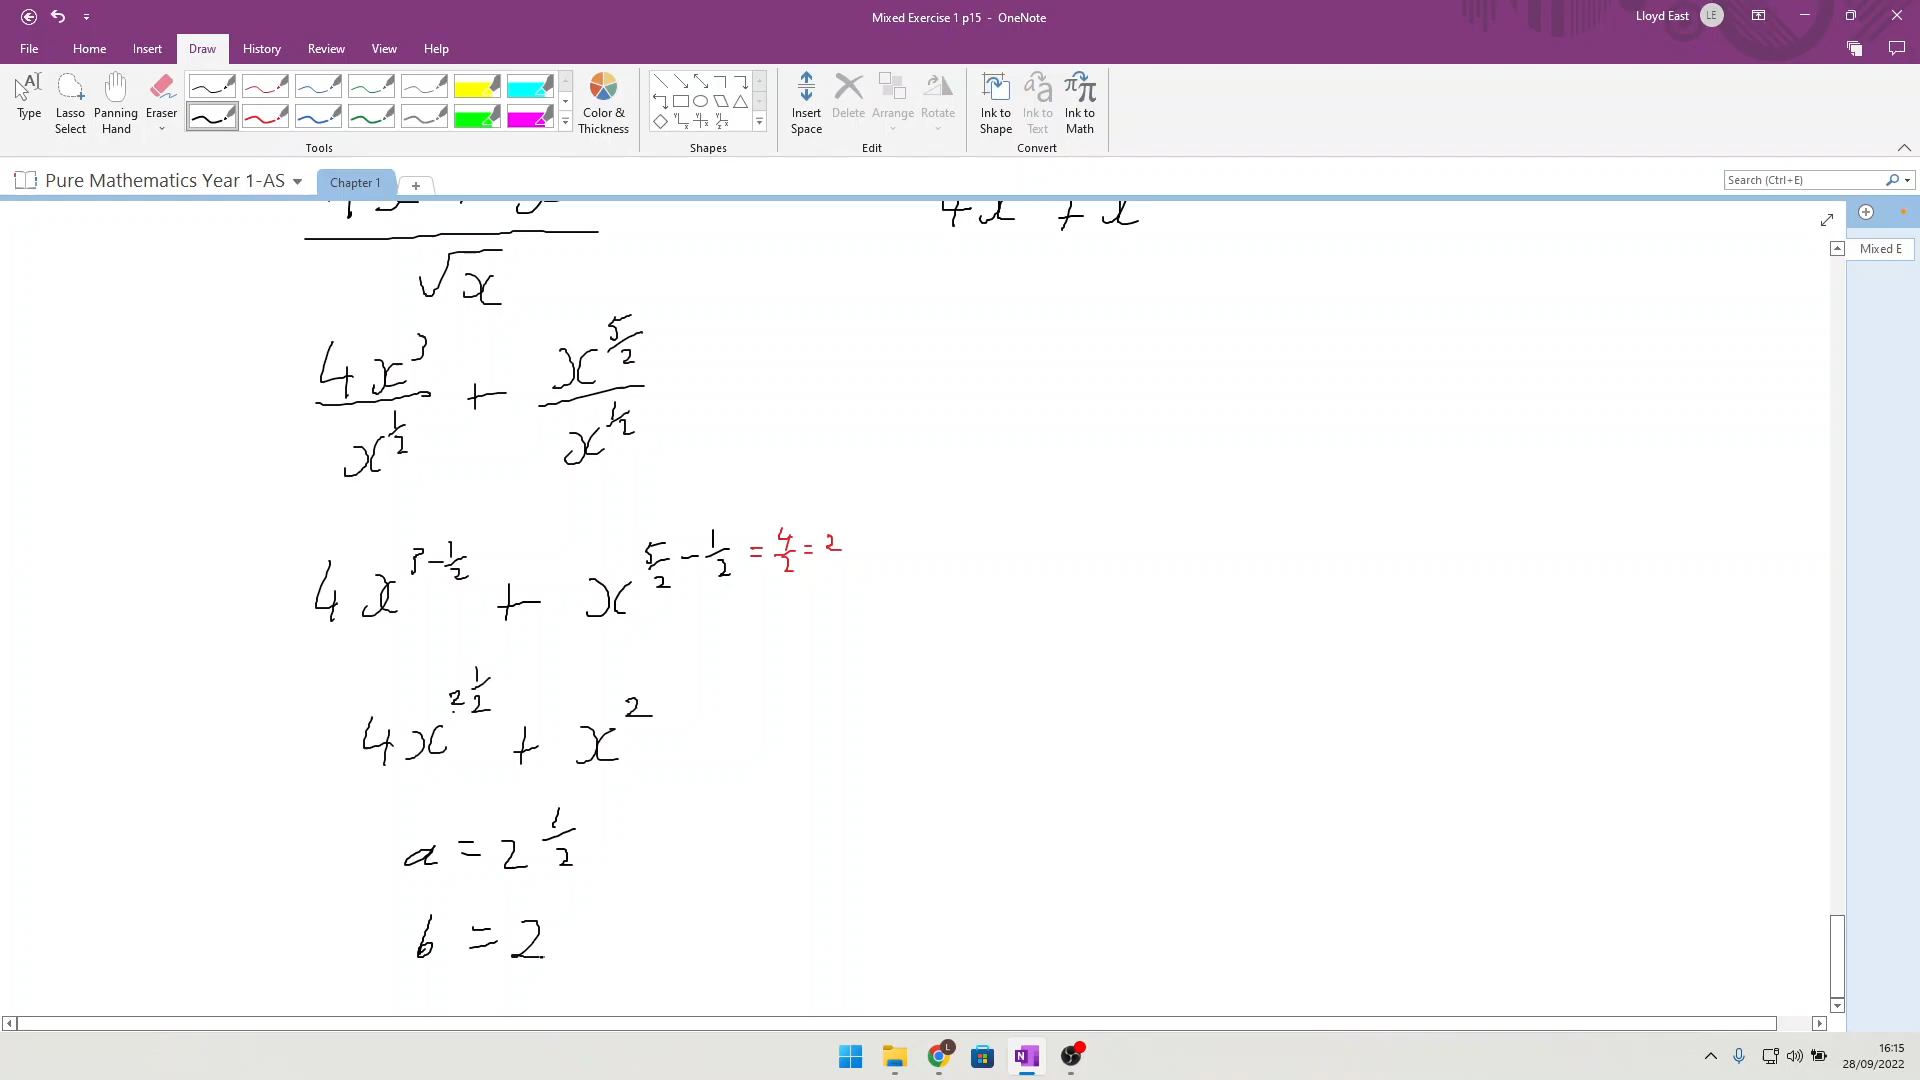 Mixed Exercise 1 p15 - OneNote
Lloyd East LE
File Home Insert Draw History Review View Help
Type
Lasso Select
Panning Hand
Eraser
Color & Thickness
Insert Space
Delete
Arrange
Rotate
Ink to Shape
Ink to Text
Ink to Math
Tools Shapes Edit Convert
Pure Mathematics Year 1-AS Chapter 1
Search (Ctrl+E)
Mixed E
√x
4x^3/x^(1/2) + x^(5/2)/x^(1/2)
4x^(3-1/2) + x^(5/2-1/2) = 4/2 = 2
4x^(2 1/2) + x^2
a = 2 1/2
b = 2
16:15
28/09/2022